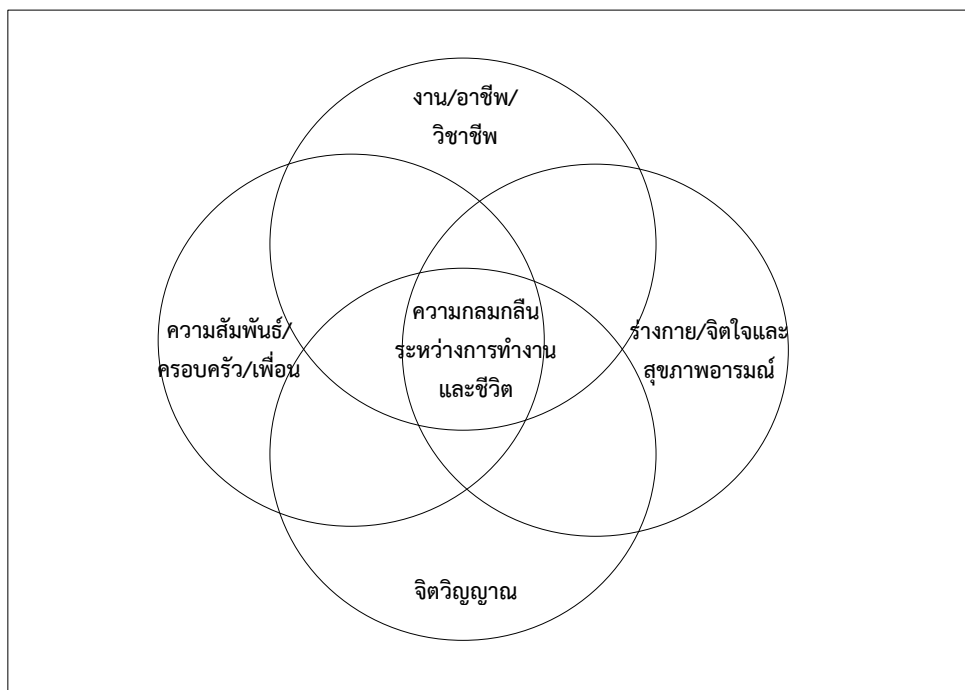 งาน/อาชีพ/
วิชาชีพ
ความสัมพันธ์/
ครอบครัว/เพื่อน
ความกลมกลืน
ระหว่างการทำงาน
และชีวิต
ร่างกาย/จิตใจและ
สุขภาพอารมณ์
จิตวิญญาณ